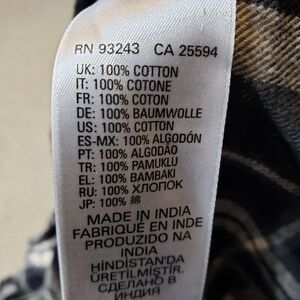 RN 93243 CA 25594
UK: 100% COTTON
IT: 100% COTONE
FR: 100% COTON
DE: 100% BAUMWOLLE
US: 100% COTTON
ES-MX: 100% ALGODÓN
PT: 100% ALGODÃO
TR: 100% PAMUKLU
EL: 100% BAMBAKI
RU: 100% ХЛОПОК
JP: 100% 綿
MADE IN INDIA
FABRIQUÉ EN INDE
PRODUZIDO NA
INDIA
HİNDİSTAN'DA
ÜRETİLMİŞTİR.
СДЕЛАНО В
ИНДИЯ